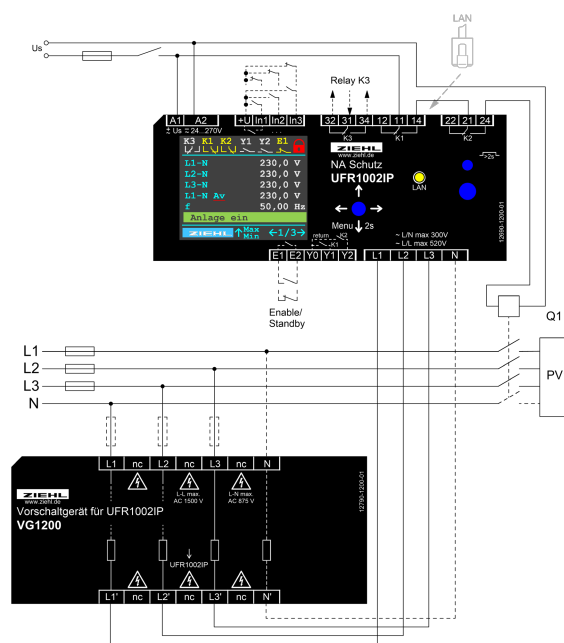 LAN
Us
Relay K3
A1 A2 +U In1 In2 In3 32 31 34 12 11 14 22 21 24
± Us ≂ 24...270V ...
K3 K1 K2
K3 K1 K2 Y1 Y2 E1
L1-N 230,0 V
L2-N 230,0 V
L3-N 230,0 V
L1-N Av 230,0 V
f 50,00 Hz
Anlage ein
ZIEHL ↑ Max Min ←1/3→
ZIEHL
www.ziehl.de
NA Schutz
UFR1002IP
LAN
>2s
Menu 2s
12690-1200-01
return K2
K1
~ L/N max 300V
~ L/L max 520V
E1 E2 Y0 Y1 Y2 L1 L2 L3 N
Enable/
Standby
Q1
L1
L2
L3
N
PV
L1 nc L2 nc L3 nc N
ZIEHL
www.ziehl.de
L-L max.
AC 1500 V
L-N max.
AC 875 V
12790-1200-01
Vorschaltgerät für UFR1002IP
VG1200
UFR1002IP
L1' nc L2' nc L3' nc N'